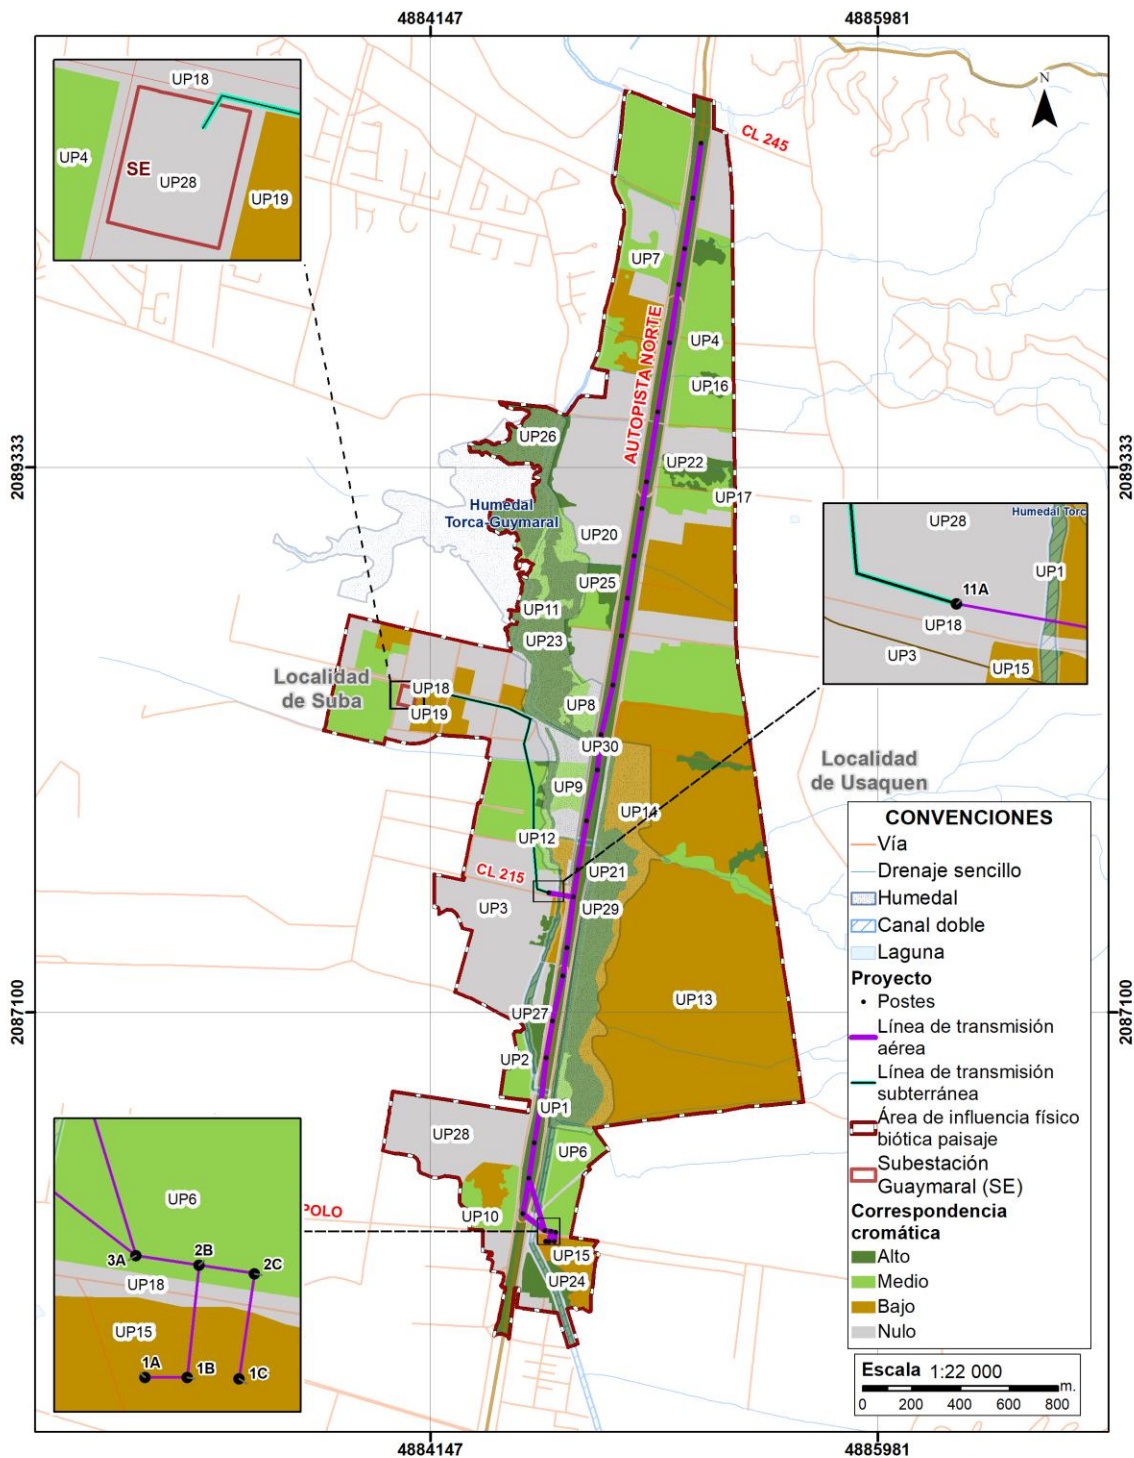 4884147
4885981
UP18
UP4
SE
UP28
UP19
N
CL 245
UP7
AUTOPISTA NORTE
UP4
UP16
2089333
2089333
UP26
UP22
UP17
Humedal
Torca-Guymaral
UP20
UP25
UP11
UP23
UP28
Humedal Torc
UP1
11A
UP18
UP3
UP15
Localidad
de Suba
UP18
UP19
UP8
UP30
Localidad
de Usaquen
UP9
UP14
UP12
CL 215
UP21
UP3
UP29
UP13
UP27
UP2
2087100
2087100
UP1
UP28
UP6
UP10
POLO
UP15
UP24
UP6
3A
2B
2C
UP18
UP15
1A
1B
1C
CONVENCIONES
Vía
Drenaje sencillo
Humedal
Canal doble
Laguna
Proyecto
Postes
Línea de transmisión
aérea
Línea de transmisión
subterránea
Área de influencia físico
biótica paisaje
Subestación
Guaymaral (SE)
Correspondencia
cromática
Alto
Medio
Bajo
Nulo
Escala 1:22 000
m.
0 200 400 600 800
4884147
4885981